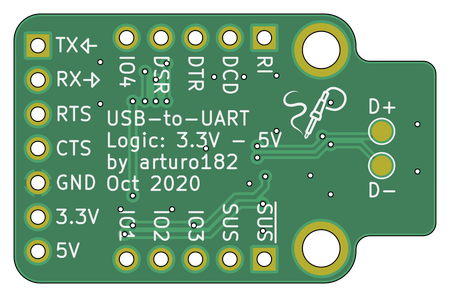 TX
IO4
DSR
DTR
DCD
RI
RX
RTS
USB-to-UART
Logic: 3.3V - 5V
by arturo182
Oct 2020
D+
D-
CTS
GND
3.3V
5V
IO1
IO2
IO3
SUS
SUS